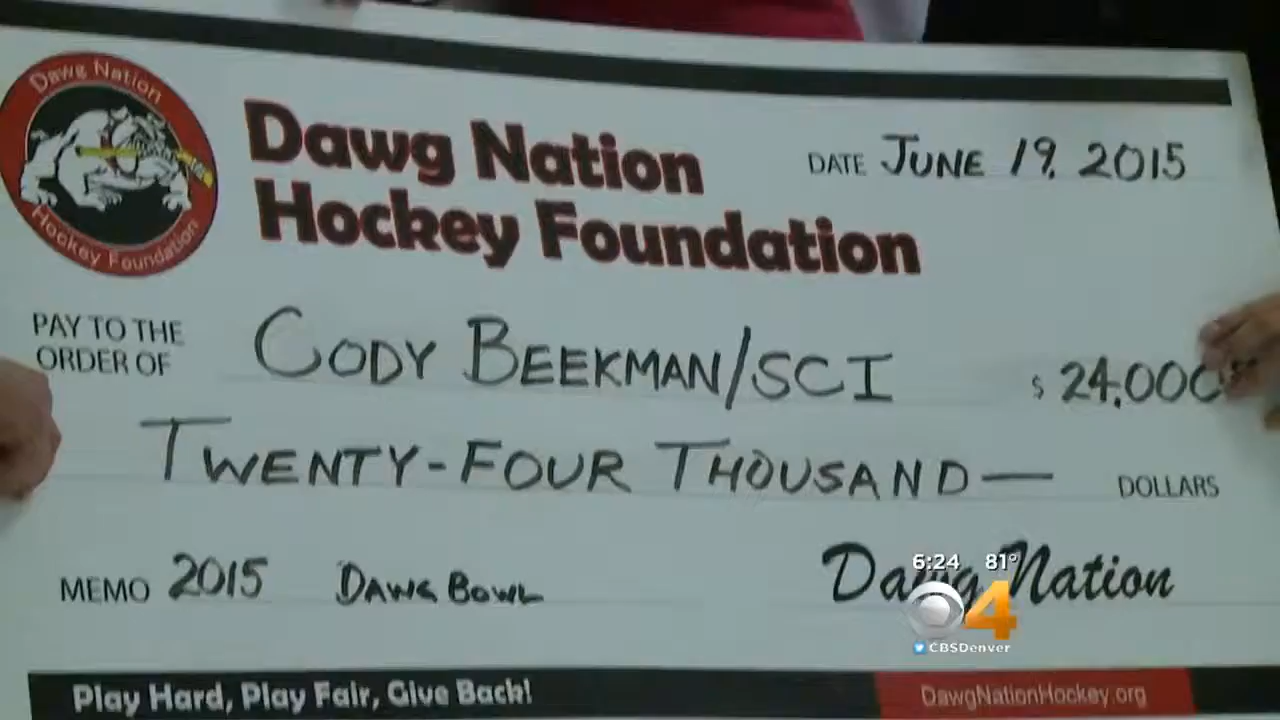 Dawg Nation
Hockey Foundation
Dawg Nation
Hockey Foundation
DATE JUNE 19, 2015
PAY TO THE
ORDER OF
CODY BEEKMAN/SCI
$ 24,000
TWENTY-FOUR THOUSAND— DOLLARS
MEMO 2015 DAWG BOWL
Dawg Nation
6:24 81°
4
CBSDenver
Play Hard, Play Fair, Give Back!
DawgNationHockey.org